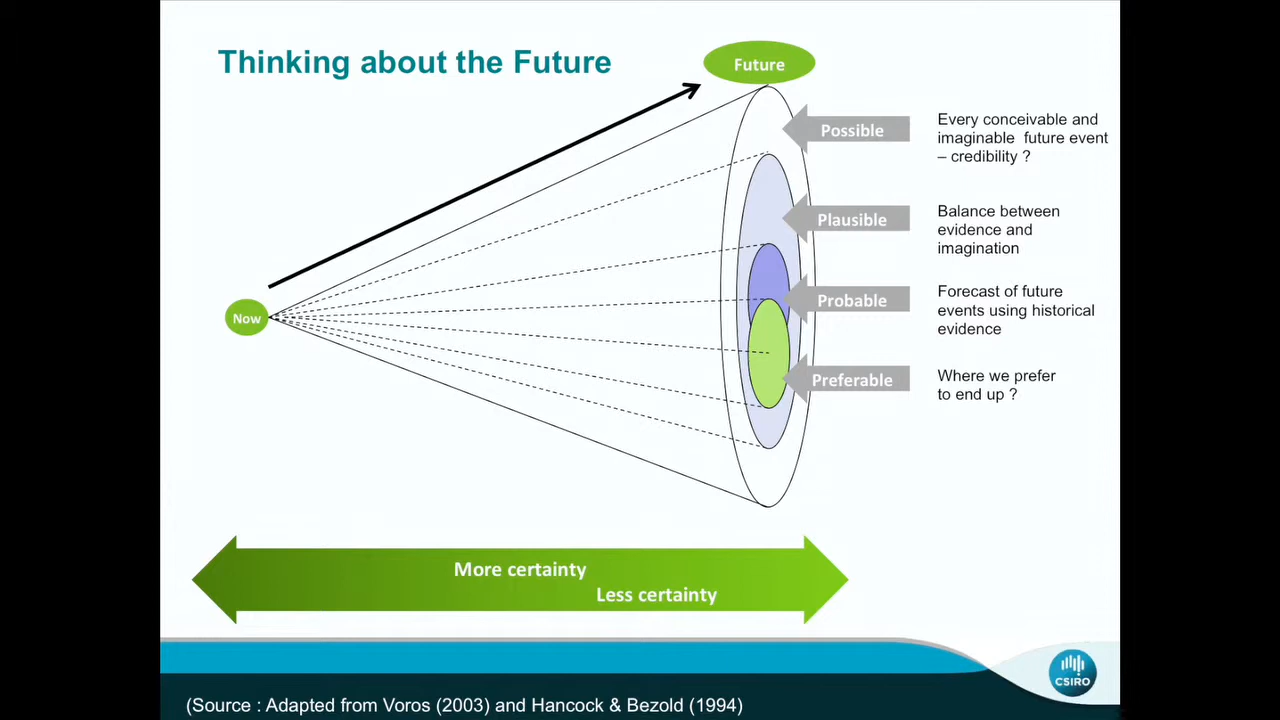 Thinking about the Future
Future
Possible
Every conceivable and
imaginable future event
– credibility ?
Plausible
Balance between
evidence and
imagination
Now
Probable
Forecast of future
events using historical
evidence
Preferable
Where we prefer
to end up ?
More certainty
Less certainty
CSIRO
(Source : Adapted from Voros (2003) and Hancock & Bezold (1994)